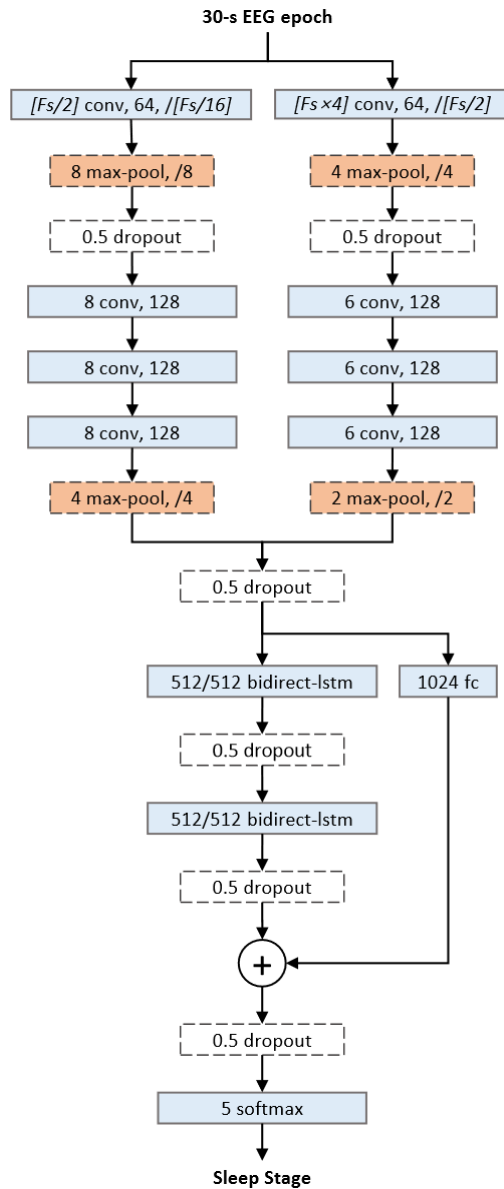 30-s EEG epoch
[Fs/2] conv, 64, /[Fs/16]
[Fs×4] conv, 64, /[Fs/2]
8 max-pool, /8
4 max-pool, /4
0.5 dropout
0.5 dropout
8 conv, 128
6 conv, 128
8 conv, 128
6 conv, 128
8 conv, 128
6 conv, 128
4 max-pool, /4
2 max-pool, /2
0.5 dropout
512/512 bidirect-lstm
1024 fc
0.5 dropout
512/512 bidirect-lstm
0.5 dropout
+
0.5 dropout
5 softmax
Sleep Stage